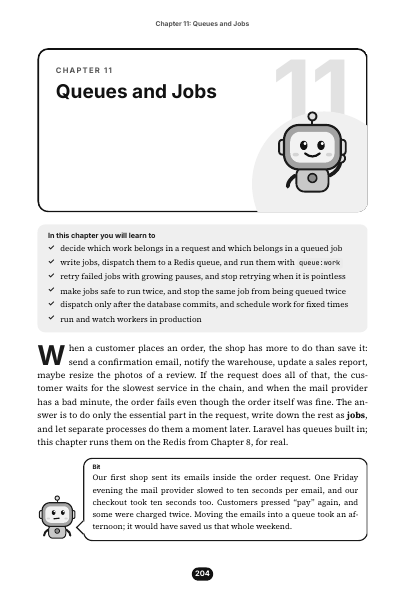 Chapter 11: Queues and Jobs
CHAPTER 11
11
Queues and Jobs
In this chapter you will learn to
✓ decide which work belongs in a request and which belongs in a queued job
✓ write jobs, dispatch them to a Redis queue, and run them with queue:work
✓ retry failed jobs with growing pauses, and stop retrying when it is pointless
✓ make jobs safe to run twice, and stop the same job from being queued twice
✓ dispatch only after the database commits, and schedule work for fixed times
✓ run and watch workers in production
When a customer places an order, the shop has more to do than save it:
send a confirmation email, notify the warehouse, update a sales report,
maybe resize the photos of a review. If the request does all of that, the cus-
tomer waits for the slowest service in the chain, and when the mail provider
has a bad minute, the order fails even though the order itself was fine. The an-
swer is to do only the essential part in the request, write down the rest as jobs,
and let separate processes do them a moment later. Laravel has queues built in;
this chapter runs them on the Redis from Chapter 8, for real.
Bit
Our first shop sent its emails inside the order request. One Friday
evening the mail provider slowed to ten seconds per email, and our
checkout took ten seconds too. Customers pressed “pay” again, and
some were charged twice. Moving the emails into a queue took an af-
ternoon; it would have saved us that whole weekend.
204